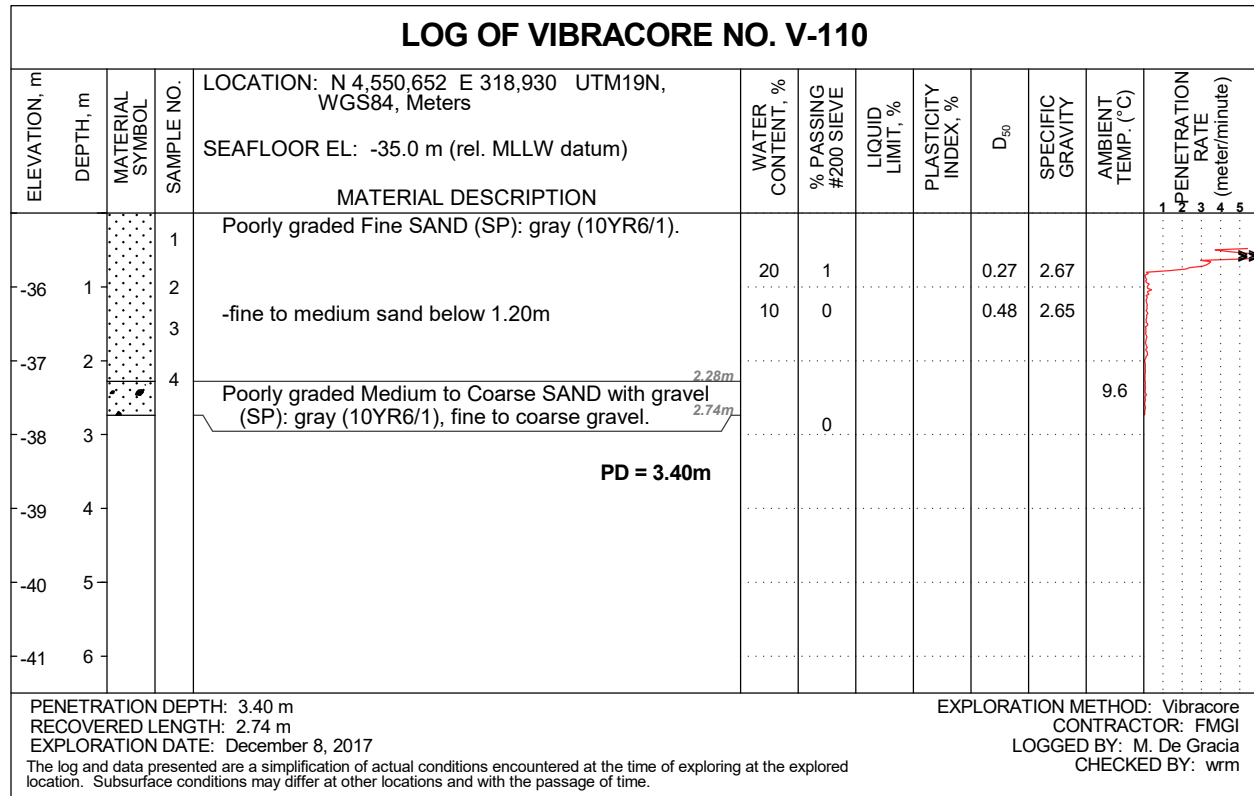 LOG OF VIBRACORE NO. V-110
ELEVATION, m
DEPTH, m
MATERIAL
SYMBOL
SAMPLE NO.
LOCATION: N 4,550,652 E 318,930 UTM19N,
WGS84, Meters
SEAFLOOR EL: -35.0 m (rel. MLLW datum)
MATERIAL DESCRIPTION
WATER
CONTENT, %
% PASSING
#200 SIEVE
LIQUID
LIMIT, %
PLASTICITY
INDEX, %
D50
SPECIFIC
GRAVITY
AMBIENT
TEMP. (°C)
PENETRATION
RATE
(meter/minute)
1 2 3 4 5
1 Poorly graded Fine SAND (SP): gray (10YR6/1).
20 1 0.27 2.67
-36 1 2
3 -fine to medium sand below 1.20m 10 0 0.48 2.65
-37 2
4 2.28m
Poorly graded Medium to Coarse SAND with gravel 9.6
(SP): gray (10YR6/1), fine to coarse gravel. 2.74m
0
-38 3
PD = 3.40m
-39 4
-40 5
-41 6
PENETRATION DEPTH: 3.40 m
RECOVERED LENGTH: 2.74 m
EXPLORATION DATE: December 8, 2017
The log and data presented are a simplification of actual conditions encountered at the time of exploring at the explored
location. Subsurface conditions may differ at other locations and with the passage of time.
EXPLORATION METHOD: Vibracore
CONTRACTOR: FMGI
LOGGED BY: M. De Gracia
CHECKED BY: wrm